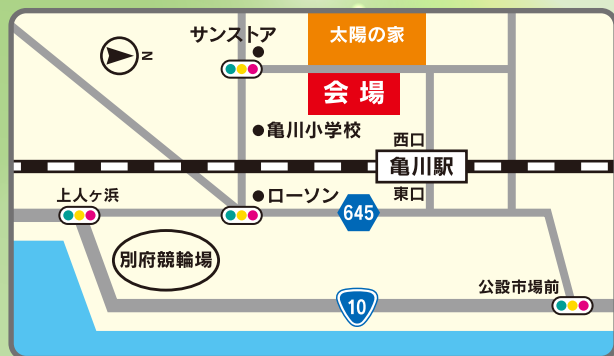 サンストア
太陽の家
N
会場
亀川小学校
西口
亀川駅
東口
上人ヶ浜
ローソン
645
別府競輪場
公設市場前
10